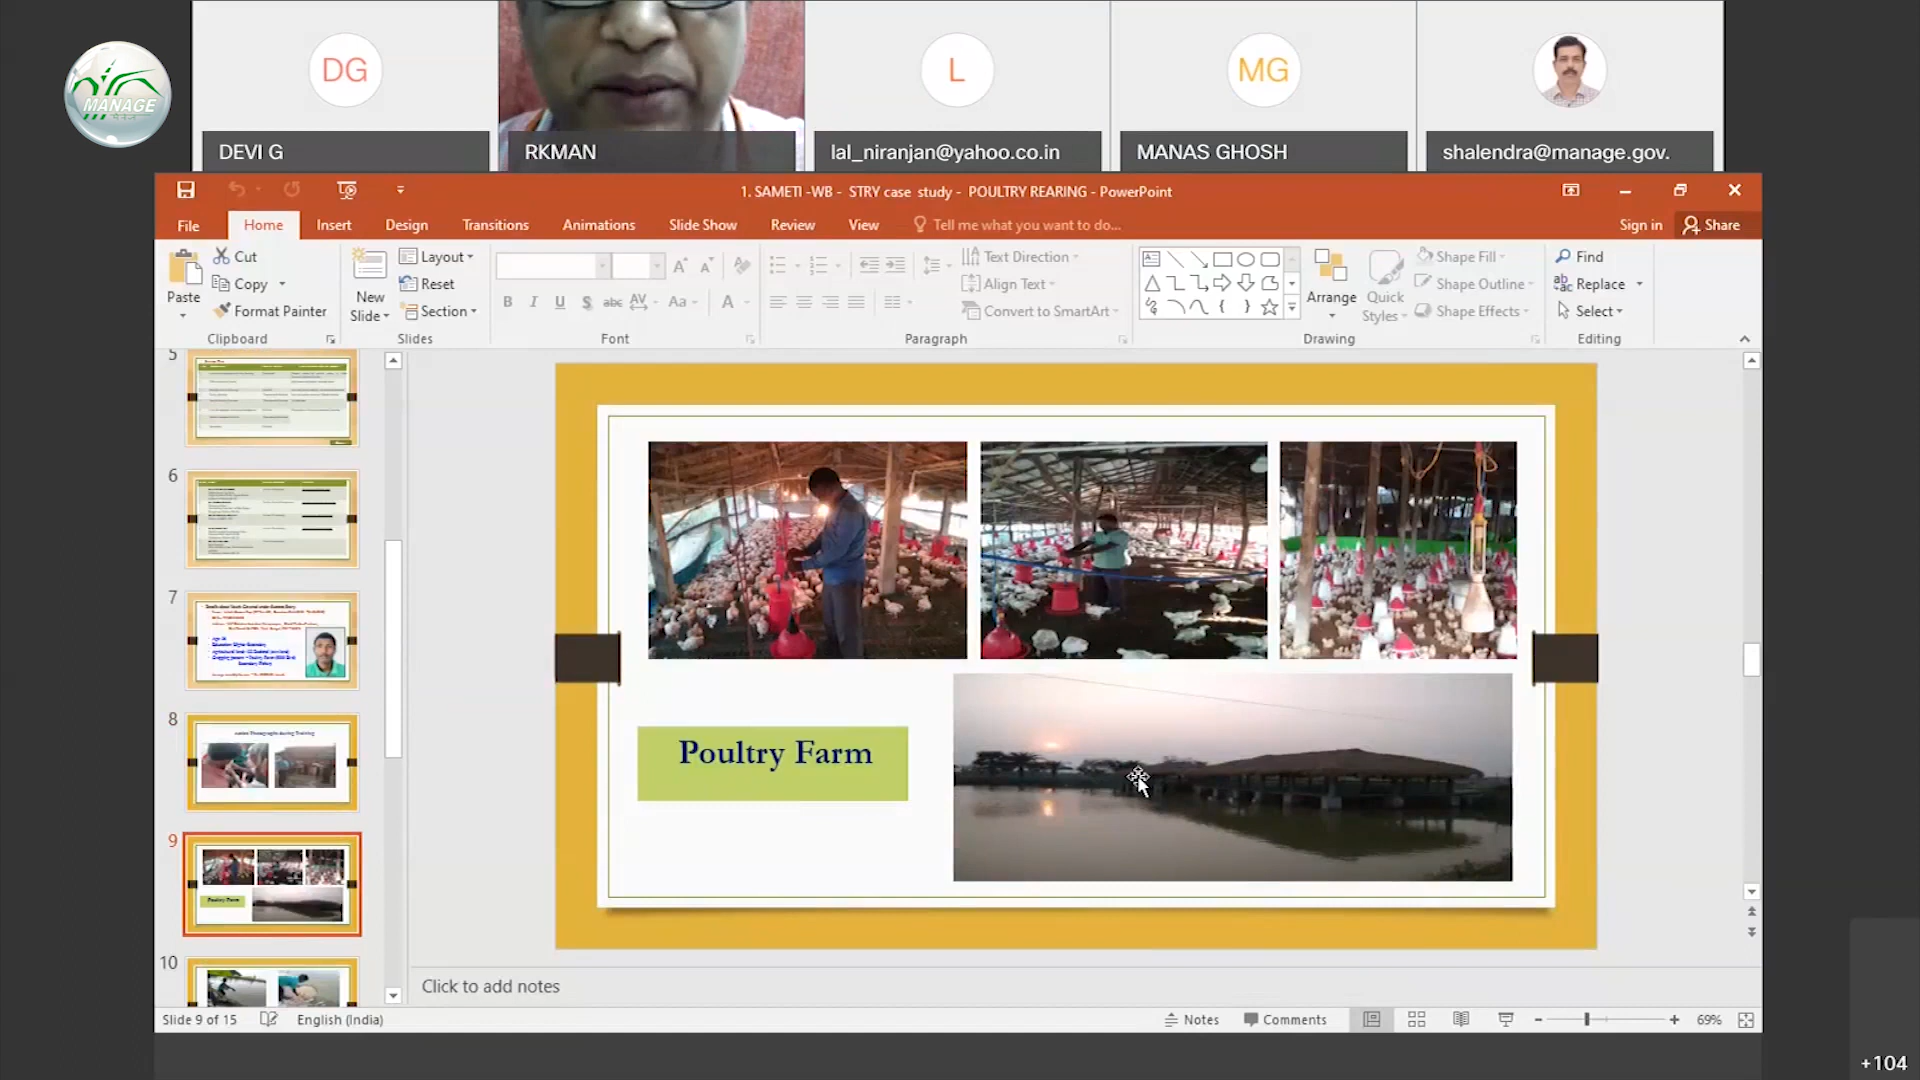 MANAGE
DG
L
MG
DEVI G
RKMAN
lal_niranjan@yahoo.co.in
MANAS GHOSH
shalendra@manage.gov.
1. SAMETI -WB - STRY case study - POULTRY REARING - PowerPoint
File
Home
Insert
Design
Transitions
Animations
Slide Show
Review
View
Tell me what you want to do...
Sign in
Share
Paste
Cut
Copy
Format Painter
Clipboard
New
Slide
Layout
Reset
Section
Slides
B I U S abc AV Aa A
Font
Text Direction
Align Text
Convert to SmartArt
Paragraph
Arrange
Quick
Styles
Shape Fill
Shape Outline
Shape Effects
Drawing
Find
Replace
Select
Editing
5
6
7
8
9
Poultry Farm
10
Poultry Farm
Click to add notes
Slide 9 of 15
English (India)
Notes
Comments
69%
+104